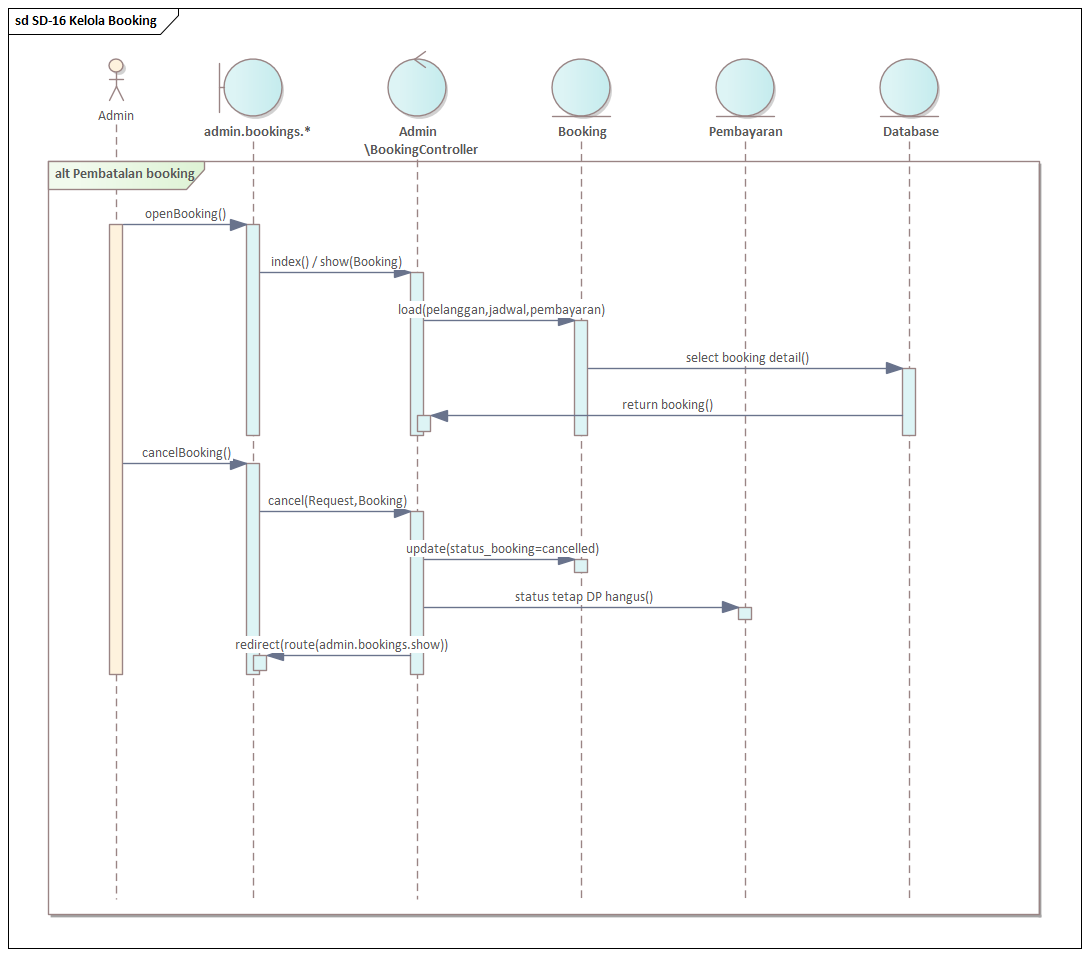 sd SD-16 Kelola Booking
Admin
admin.bookings.*
Admin
\BookingController
Booking
Pembayaran
Database
alt Pembatalan booking
openBooking()
index() / show(Booking)
load(pelanggan,jadwal,pembayaran)
select booking detail()
return booking()
cancelBooking()
cancel(Request,Booking)
update(status_booking=cancelled)
status tetap DP hangus()
redirect(route(admin.bookings.show))